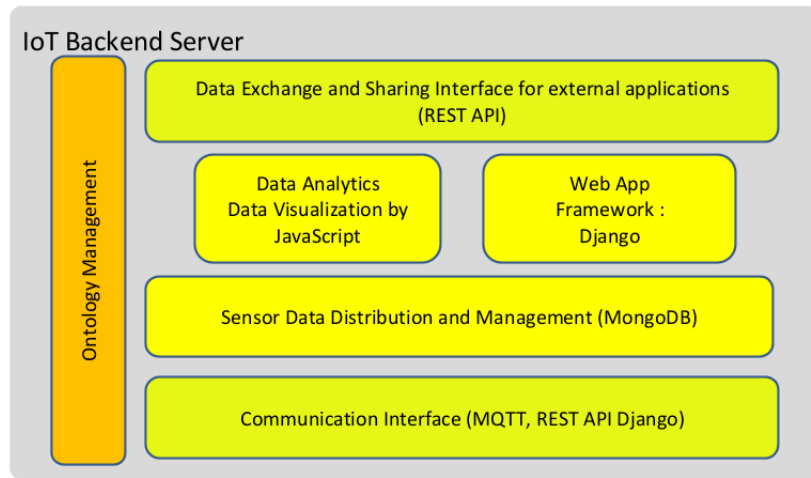 IoT Backend Server
Ontology Management
Data Exchange and Sharing Interface for external applications
(REST API)
Data Analytics
Data Visualization by
JavaScript
Web App
Framework :
Django
Sensor Data Distribution and Management (MongoDB)
Communication Interface (MQTT, REST API Django)